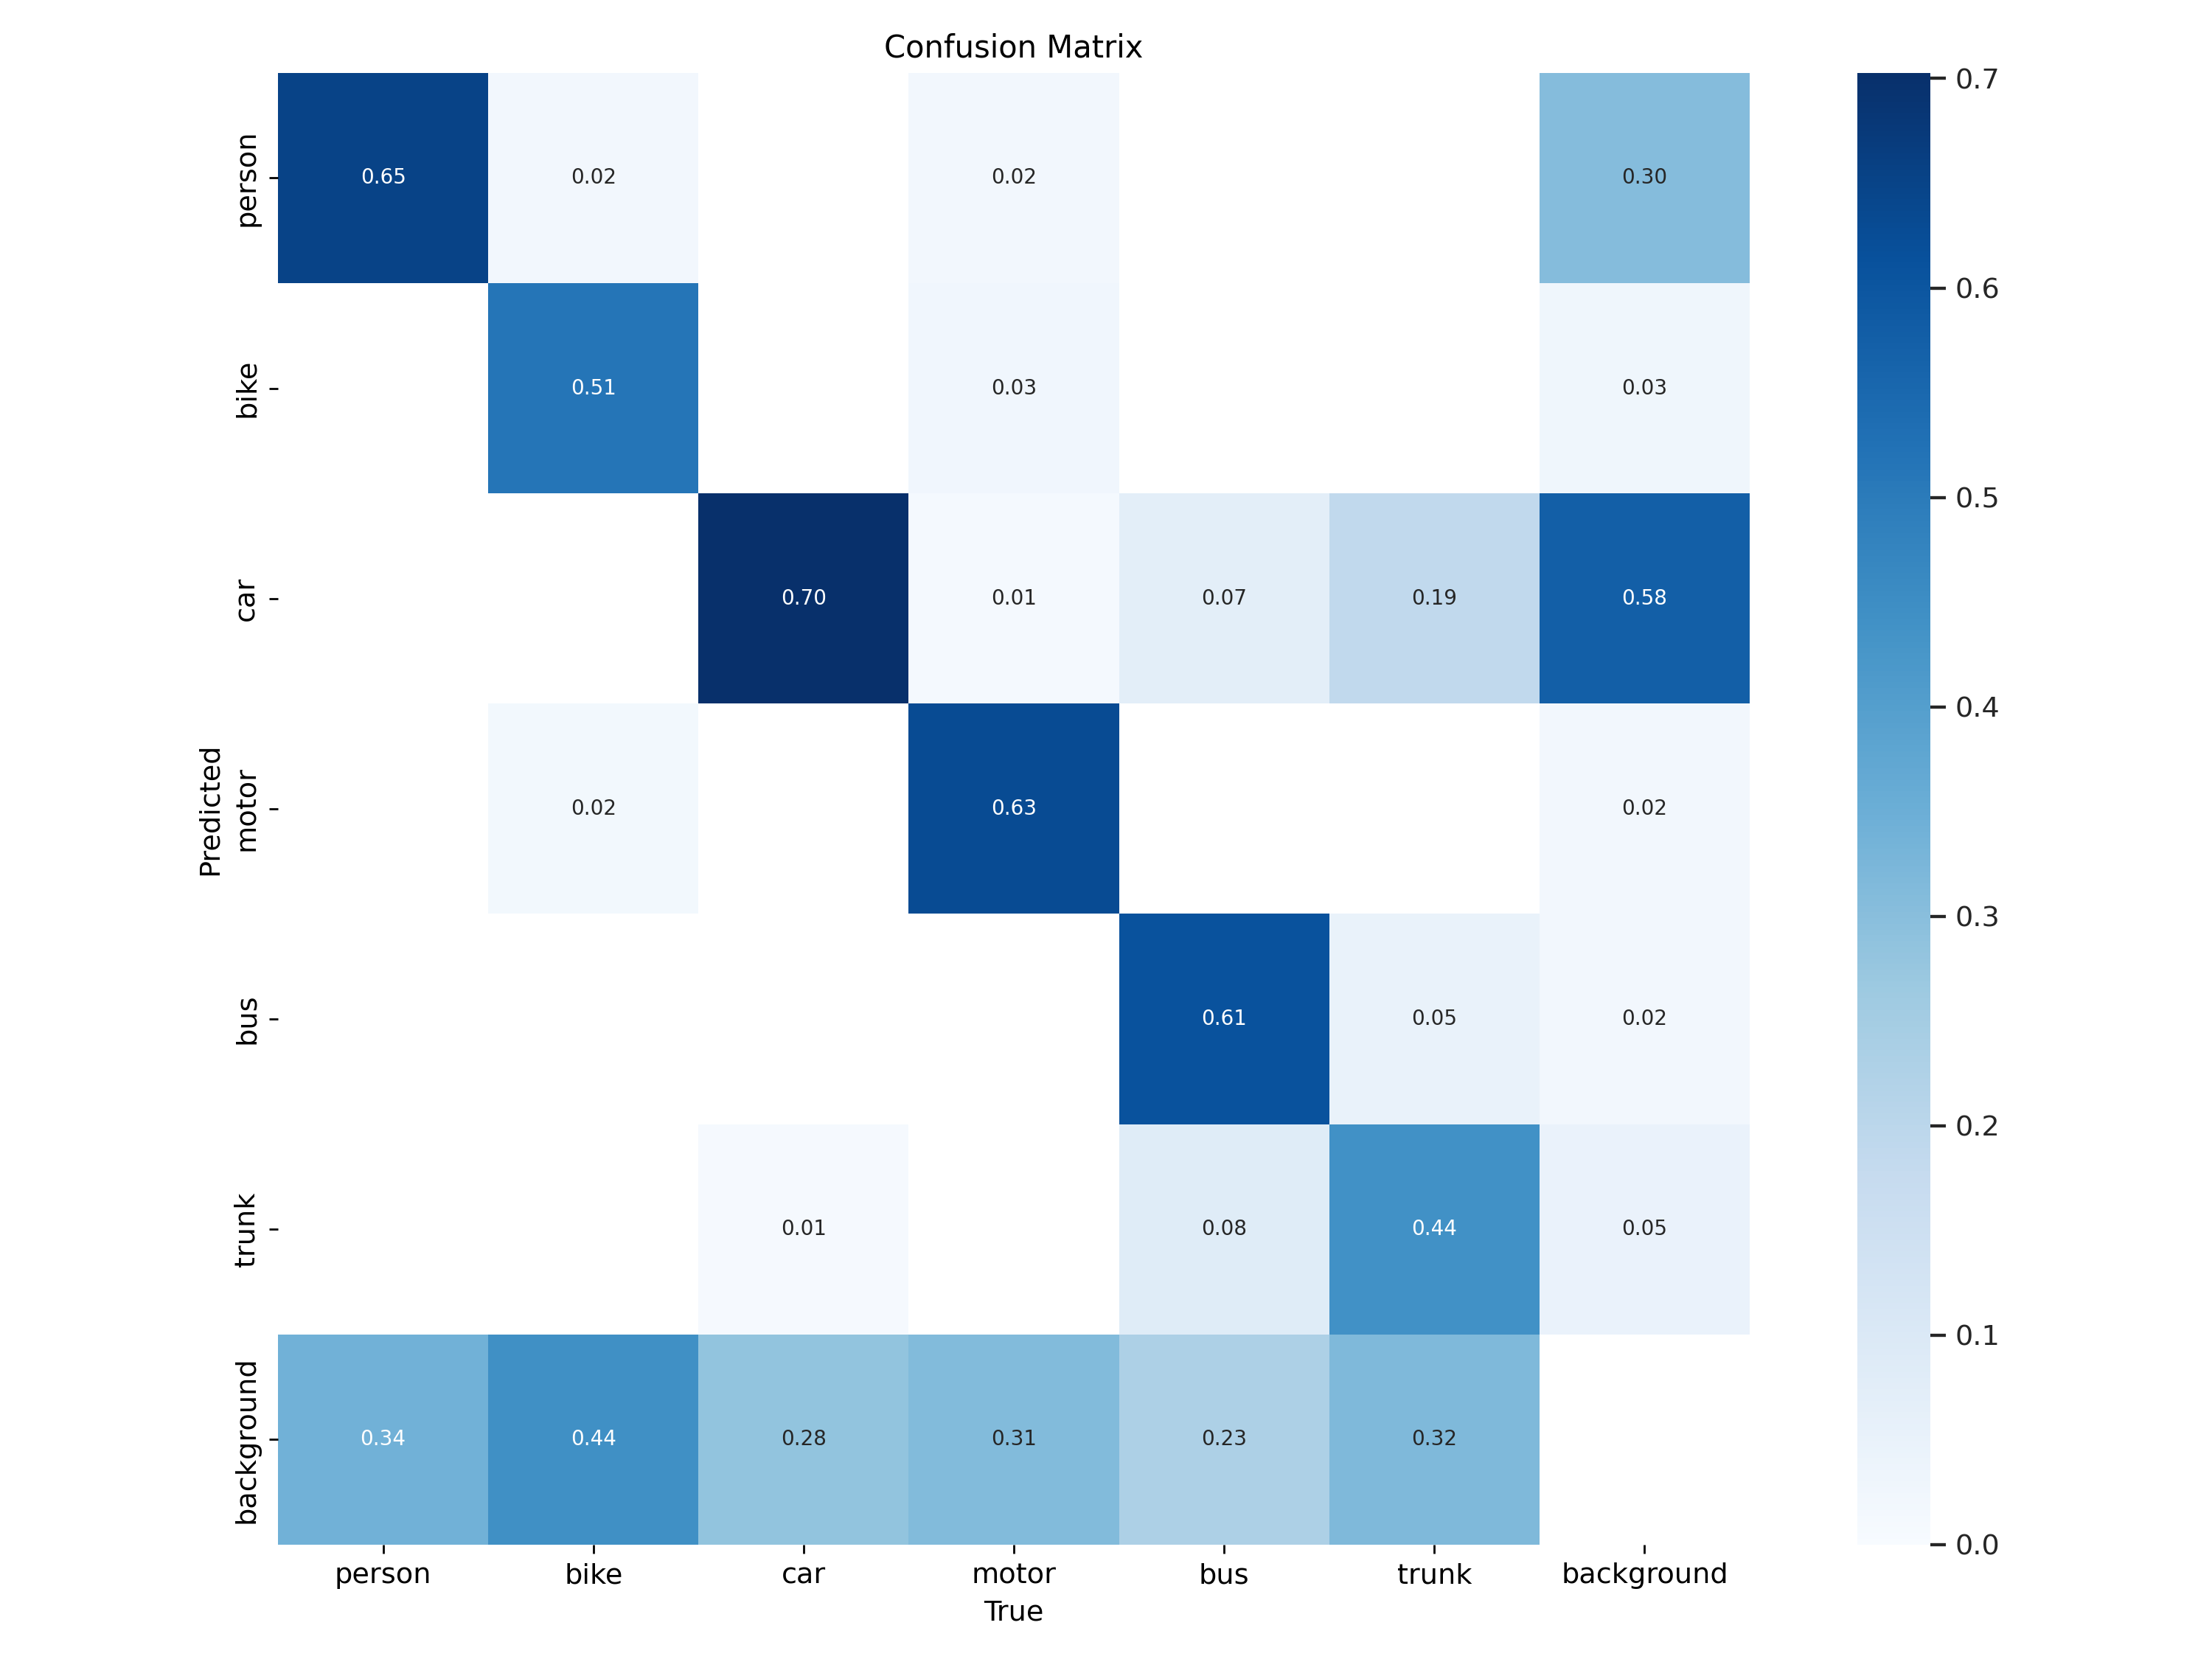 Confusion Matrix
person
0.65 0.02 0.02 0.30
bike
0.51 0.03 0.03
car
0.70 0.01 0.07 0.19 0.58
Predicted
motor
0.02 0.63 0.02
bus
0.61 0.05 0.02
trunk
0.01 0.08 0.44 0.05
background
0.34 0.44 0.28 0.31 0.23 0.32
person bike car motor bus trunk background
True
0.7
0.6
0.5
0.4
0.3
0.2
0.1
0.0